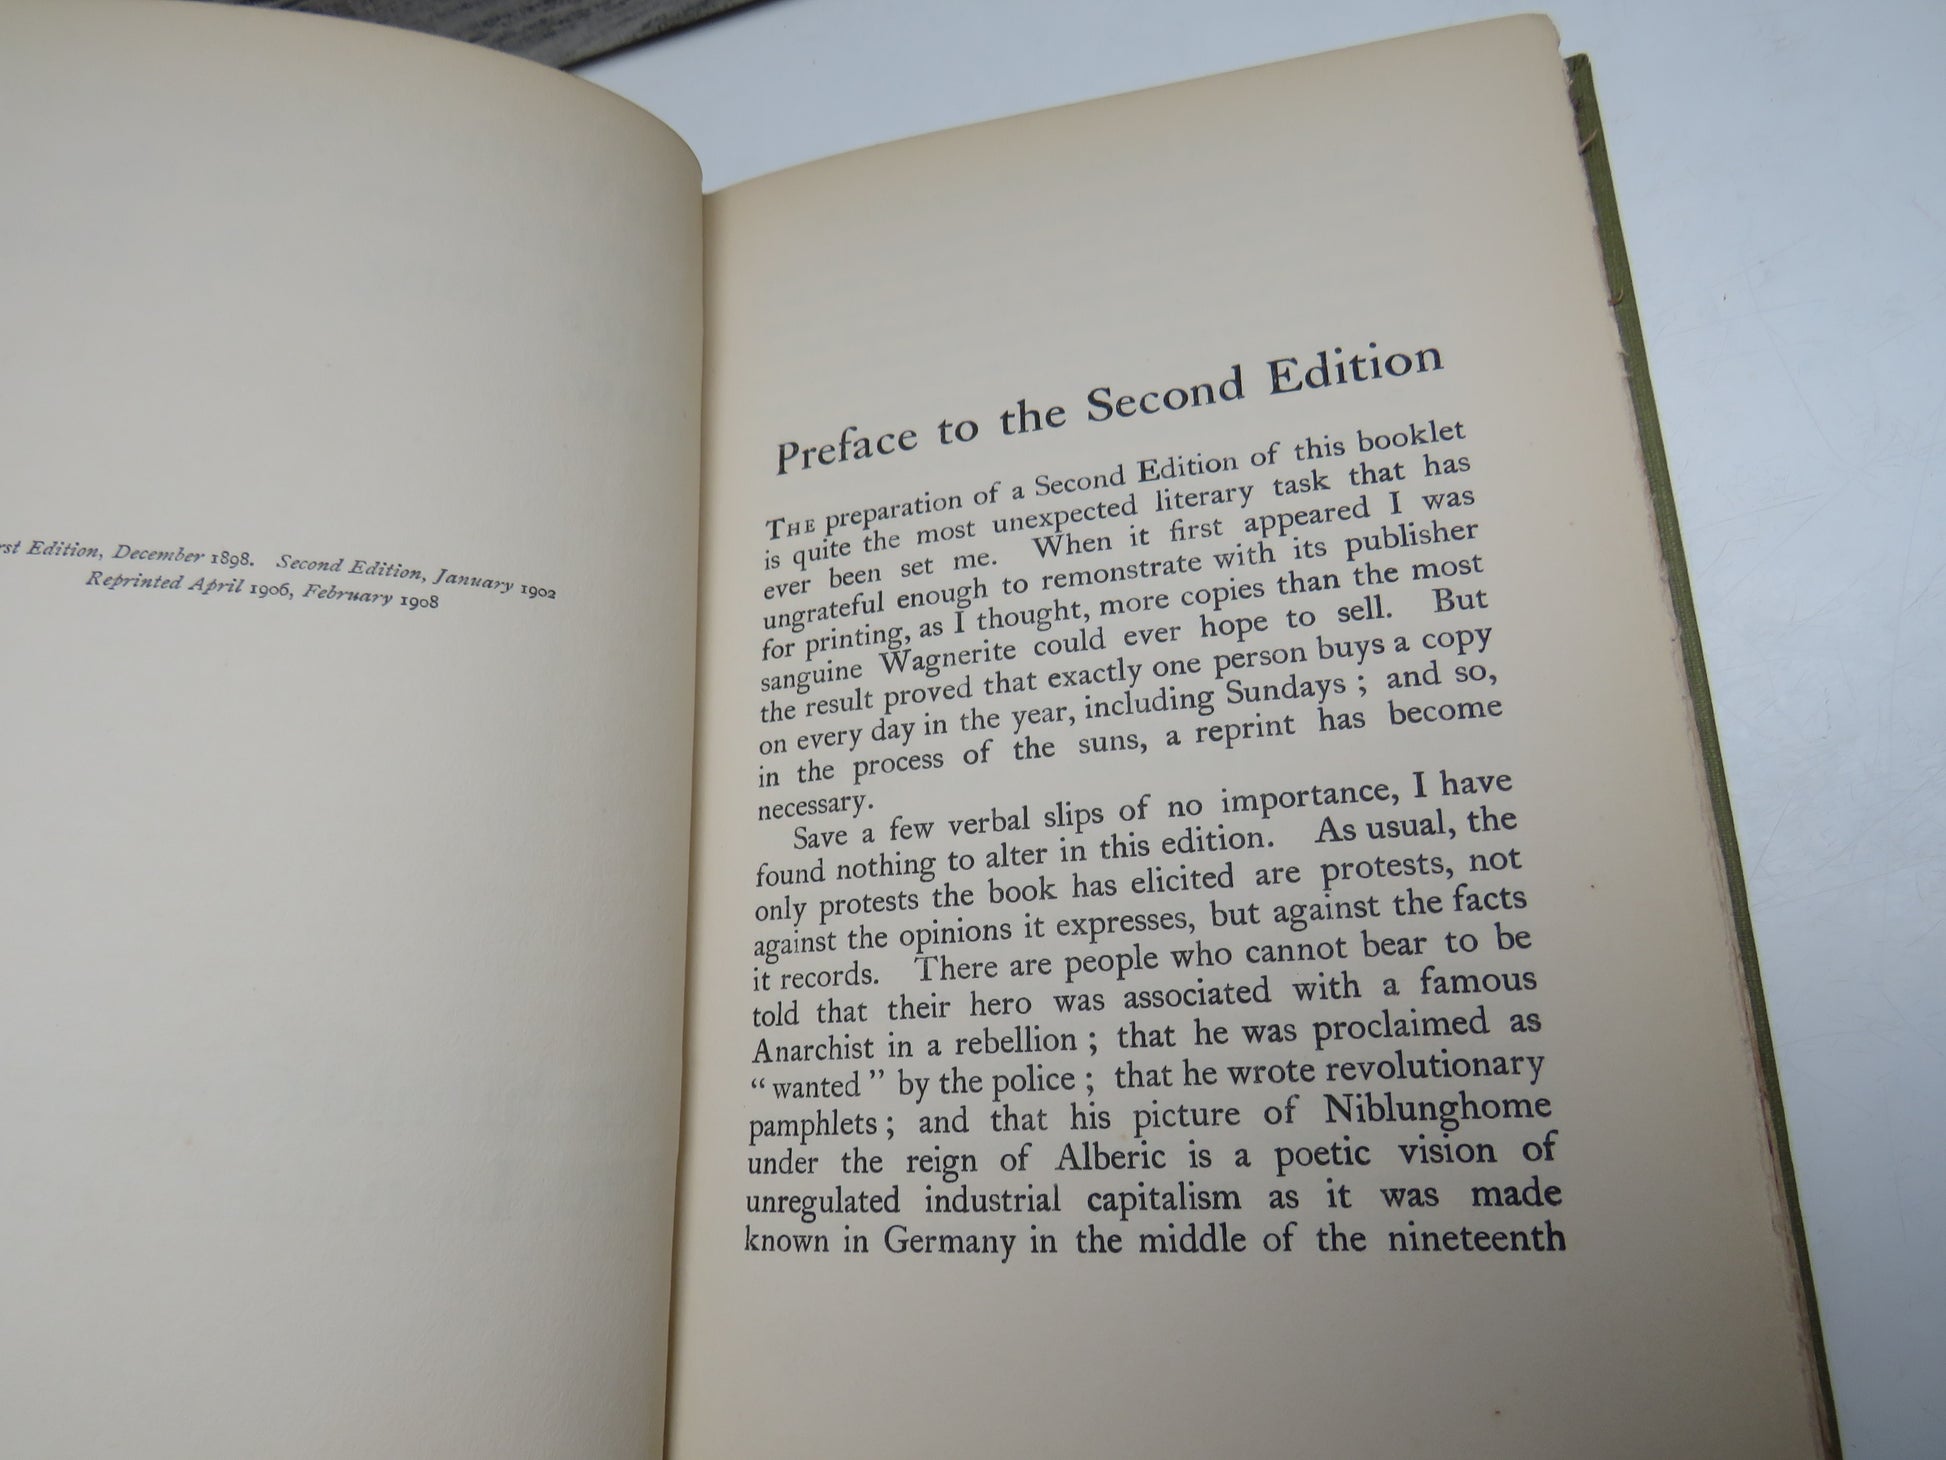 rst Edition, December 1898. Second Edition, January 1902
Reprinted April 1906, February 1908
Preface to the Second Edition
THE preparation of a Second Edition of this booklet
is quite the most unexpected literary task that has
ever been set me. When it first appeared I was
ungrateful enough to remonstrate with its publisher
for printing, as I thought, more copies than the most
sanguine Wagnerite could ever hope to sell. But
the result proved that exactly one person buys a copy
on every day in the year, including Sundays ; and so,
in the process of the suns, a reprint has become
necessary.
Save a few verbal slips of no importance, I have
found nothing to alter in this edition. As usual, the
only protests the book has elicited are protests, not
against the opinions it expresses, but against the facts
it records. There are people who cannot bear to be
told that their hero was associated with a famous
Anarchist in a rebellion ; that he was proclaimed as
“ wanted ” by the police ; that he wrote revolutionary
pamphlets ; and that his picture of Niblunghome
under the reign of Alberic is a poetic vision of
unregulated industrial capitalism as it was made
known in Germany in the middle of the nineteenth